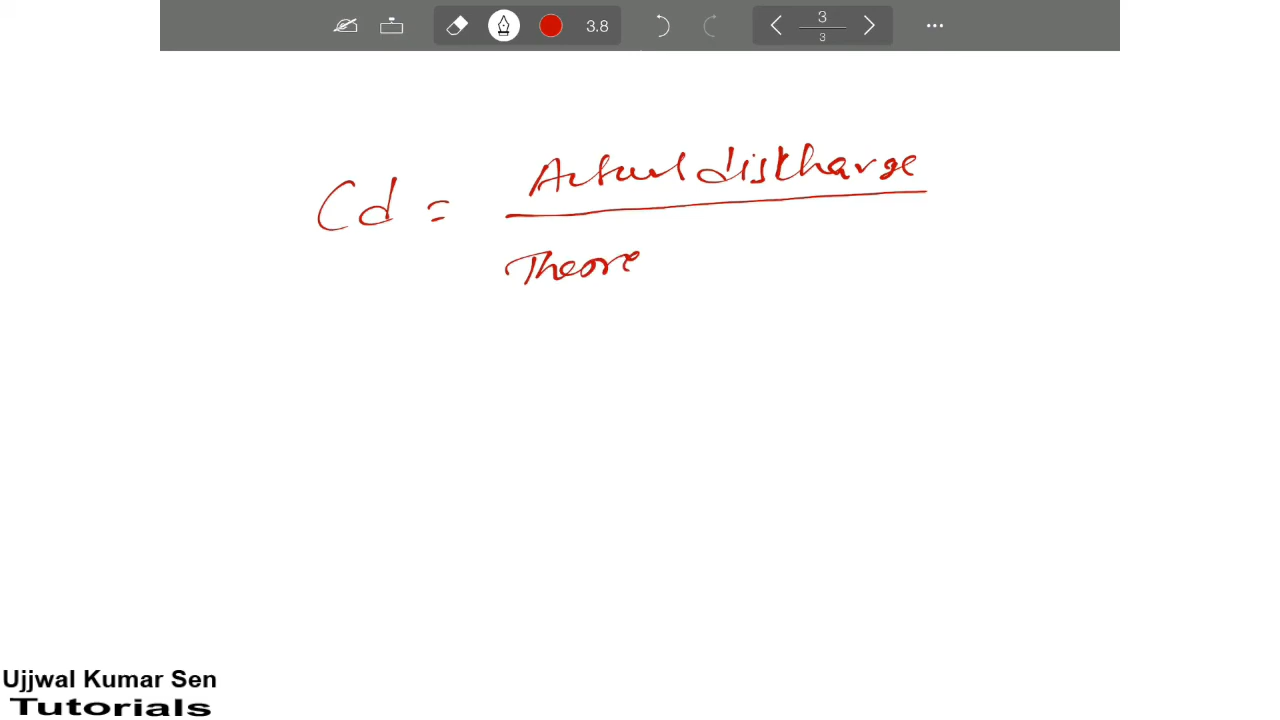 3.8
3
3
Cd = Actual discharge
Theore
Ujjwal Kumar Sen
Tutorials